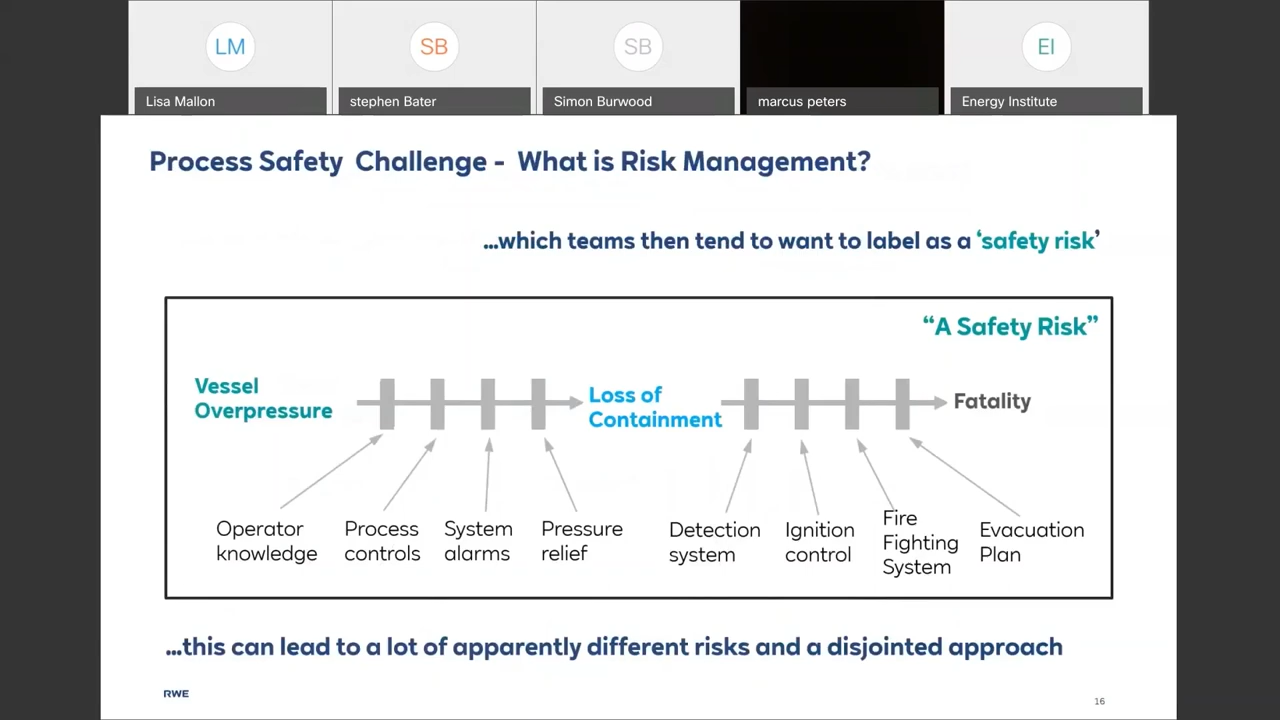 LM
SB
SB
EI
Lisa Mallon
stephen Bater
Simon Burwood
marcus peters
Energy Institute
Process Safety Challenge - What is Risk Management?
...which teams then tend to want to label as a ‘safety risk’
“A Safety Risk”
Vessel
Overpressure
Loss of
Containment
Fatality
Operator
knowledge
Process
controls
System
alarms
Pressure
relief
Detection
system
Ignition
control
Fire
Fighting
System
Evacuation
Plan
...this can lead to a lot of apparently different risks and a disjointed approach
RWE
16